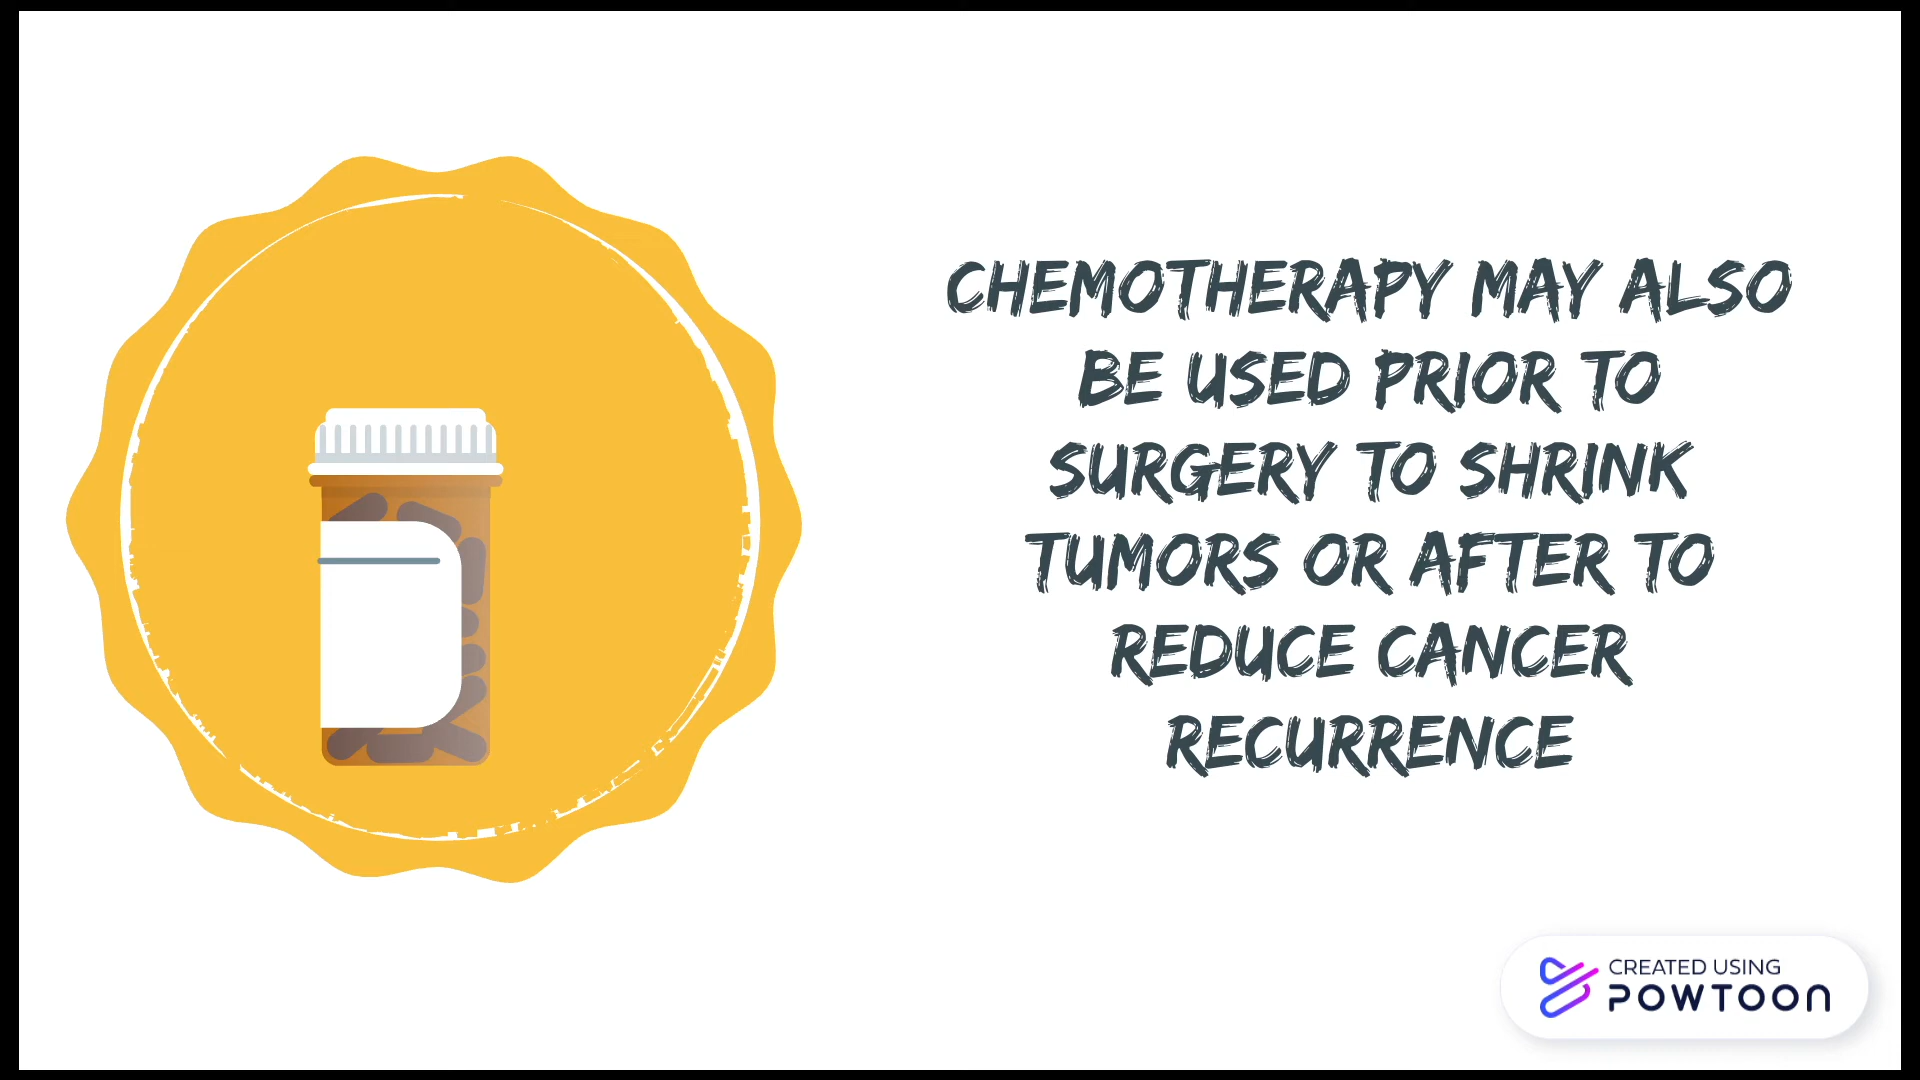 CHEMOTHERAPY MAY ALSO
BE USED PRIOR TO
SURGERY TO SHRINK
TUMORS OR AFTER TO
REDUCE CANCER
RECURRENCE
CREATED USING
POWTOON